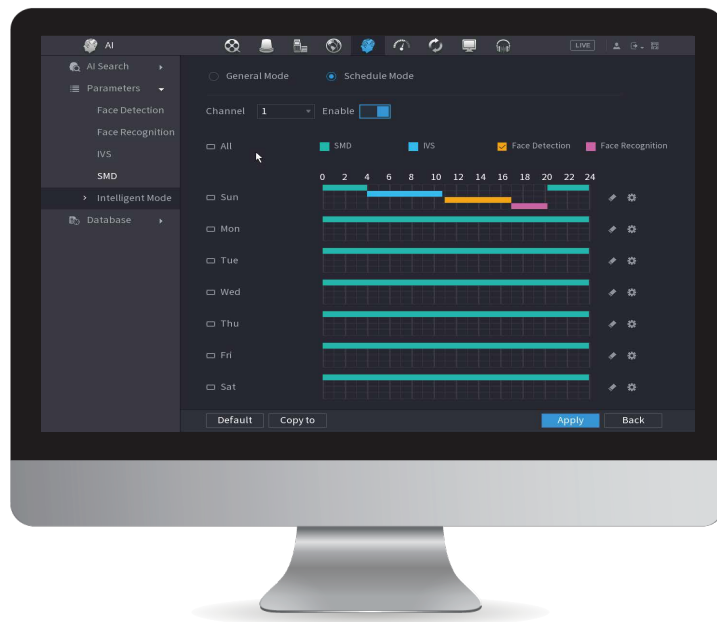 AI
LIVE
AI Search
Parameters
Face Detection
Face Recognition
IVS
SMD
Intelligent Mode
Database
General Mode
Schedule Mode
Channel 1 Enable
All
SMD IVS Face Detection Face Recognition
0 2 4 6 8 10 12 14 16 18 20 22 24
Sun
Mon
Tue
Wed
Thu
Fri
Sat
Default Copy to Apply Back